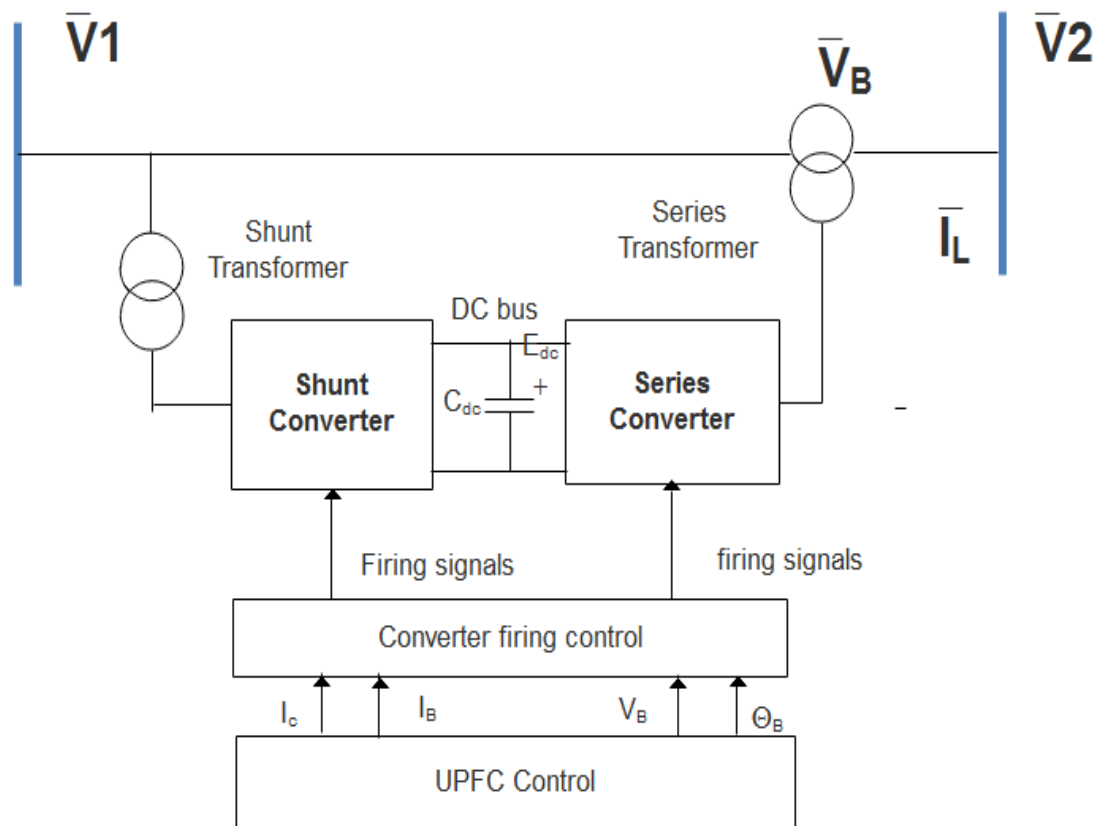 V̅1
V̅2
V̅B
Shunt
Transformer
Series
Transformer
I̅L
DC bus
Edc
Shunt
Converter
Cdc
+
Series
Converter
–
Firing signals
firing signals
Converter firing control
Ic
IB
VB
ΘB
UPFC Control